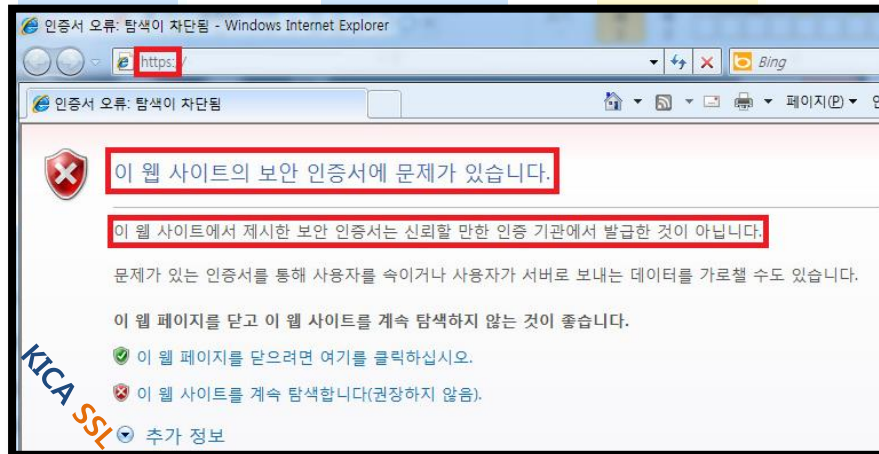 인증서 오류: 탐색이 차단됨 - Windows Internet Explorer
https:/
Bing
인증서 오류: 탐색이 차단됨
페이지(P)
이 웹 사이트의 보안 인증서에 문제가 있습니다.
이 웹 사이트에서 제시한 보안 인증서는 신뢰할 만한 인증 기관에서 발급한 것이 아닙니다.
문제가 있는 인증서를 통해 사용자를 속이거나 사용자가 서버로 보내는 데이터를 가로챌 수도 있습니다.
이 웹 페이지를 닫고 이 웹 사이트를 계속 탐색하지 않는 것이 좋습니다.
이 웹 페이지를 닫으려면 여기를 클릭하십시오.
이 웹 사이트를 계속 탐색합니다(권장하지 않음).
추가 정보
KICA SSL